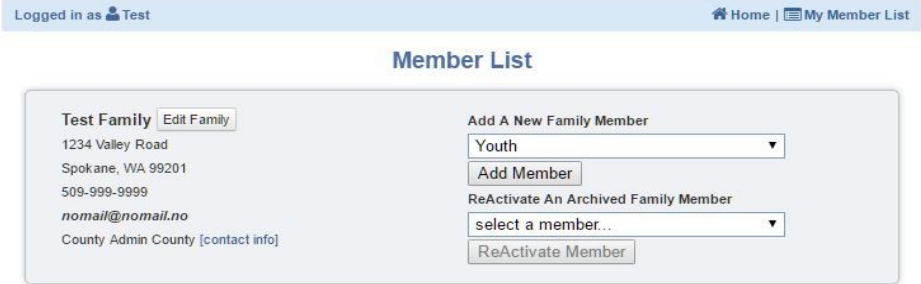 Logged in as Test
Home | My Member List
Member List
Test Family Edit Family
1234 Valley Road
Spokane, WA 99201
509-999-9999
nomail@nomail.no
County Admin County [contact info]
Add A New Family Member
Youth
Add Member
ReActivate An Archived Family Member
select a member...
ReActivate Member